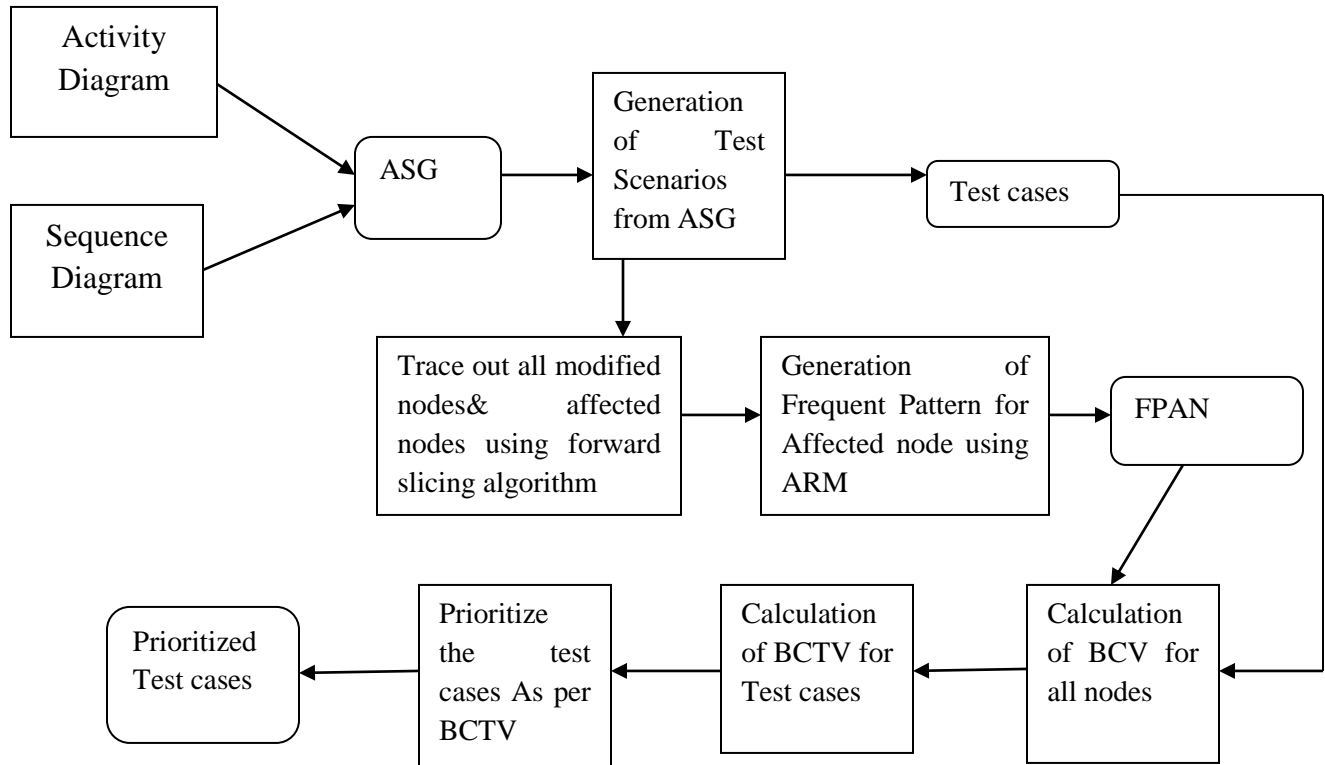 Activity
Diagram
Sequence
Diagram
ASG
Generation
of Test
Scenarios
from ASG
Test cases
Trace out all modified
nodes& affected
nodes using forward
slicing algorithm
Generation of
Frequent Pattern for
Affected node using
ARM
FPAN
Calculation
of BCV for
all nodes
Calculation
of BCTV for
Test cases
Prioritize
the test
cases As per
BCTV
Prioritized
Test cases